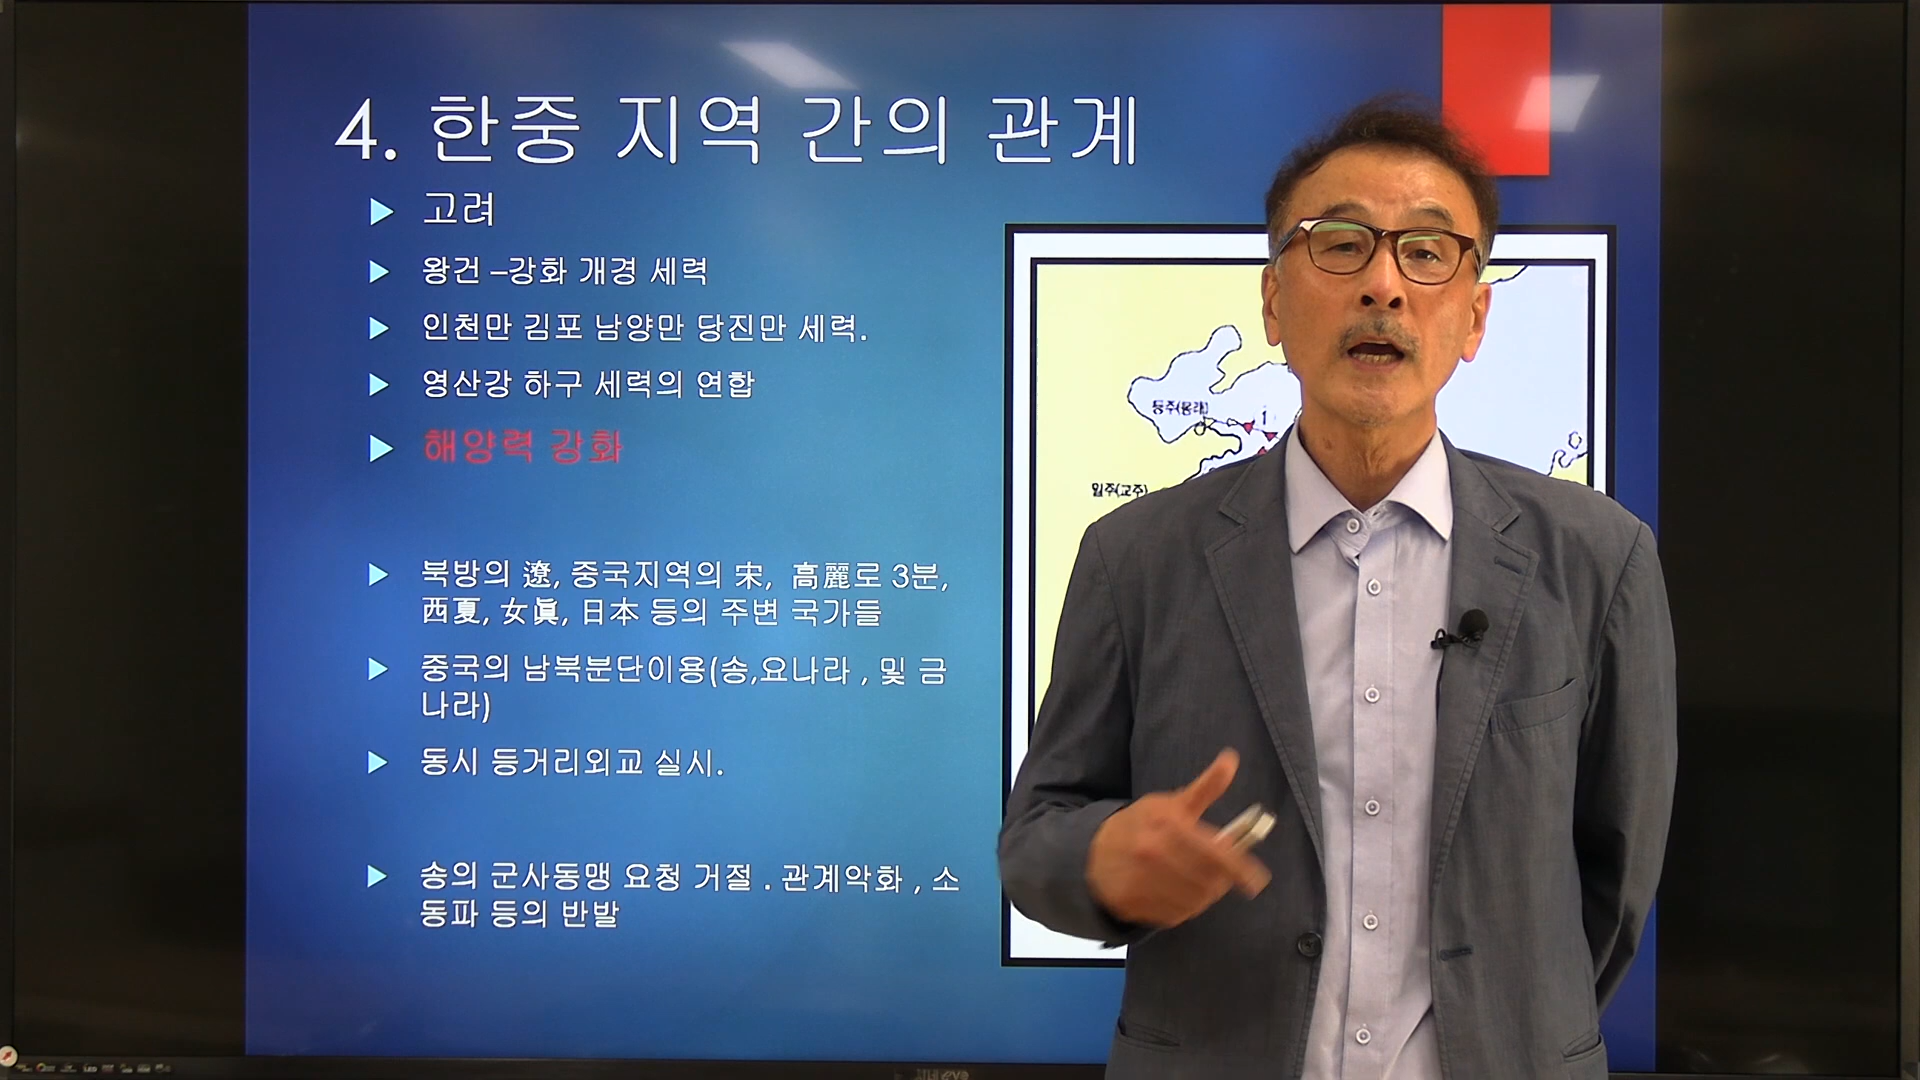 4. 한중 지역 간의 관계
고려
왕건 –강화 개경 세력
인천만 김포 남양만 당진만 세력.
영산강 하구 세력의 연합
해양력 강화
북방의 遼, 중국지역의 宋, 高麗로 3분,
西夏, 女眞, 日本 등의 주변 국가들
중국의 남북분단이용(송,요나라 , 및 금
나라)
동시 등거리외교 실시.
송의 군사동맹 요청 거절 . 관계악화 , 소
동파 등의 반발
등주(봉래)
1
밀주(교주)